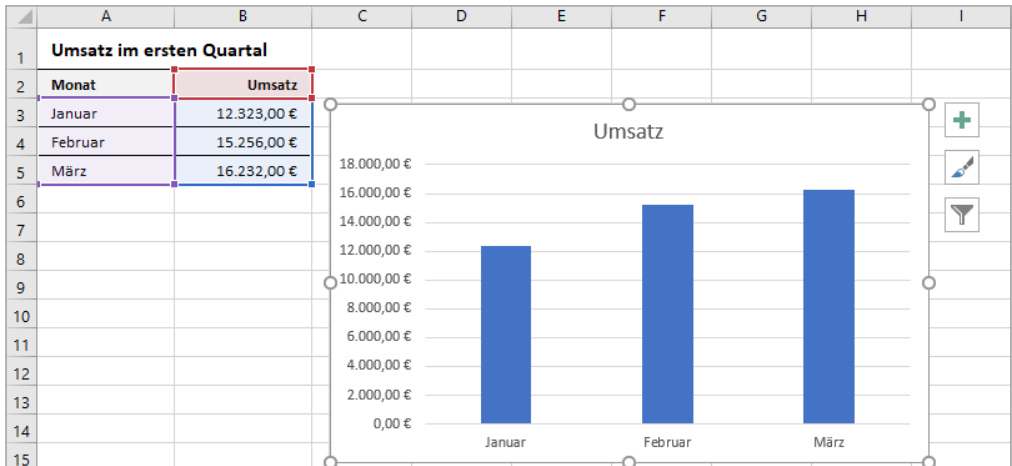 A B C D E F G H I
1 Umsatz im ersten Quartal
2 Monat Umsatz
3 Januar 12.323,00 €
4 Februar 15.256,00 €
5 März 16.232,00 €
6
7
8
9
10
11
12
13
14
15
Umsatz
18.000,00 €
16.000,00 €
14.000,00 €
12.000,00 €
10.000,00 €
8.000,00 €
6.000,00 €
4.000,00 €
2.000,00 €
0,00 €
Januar Februar März